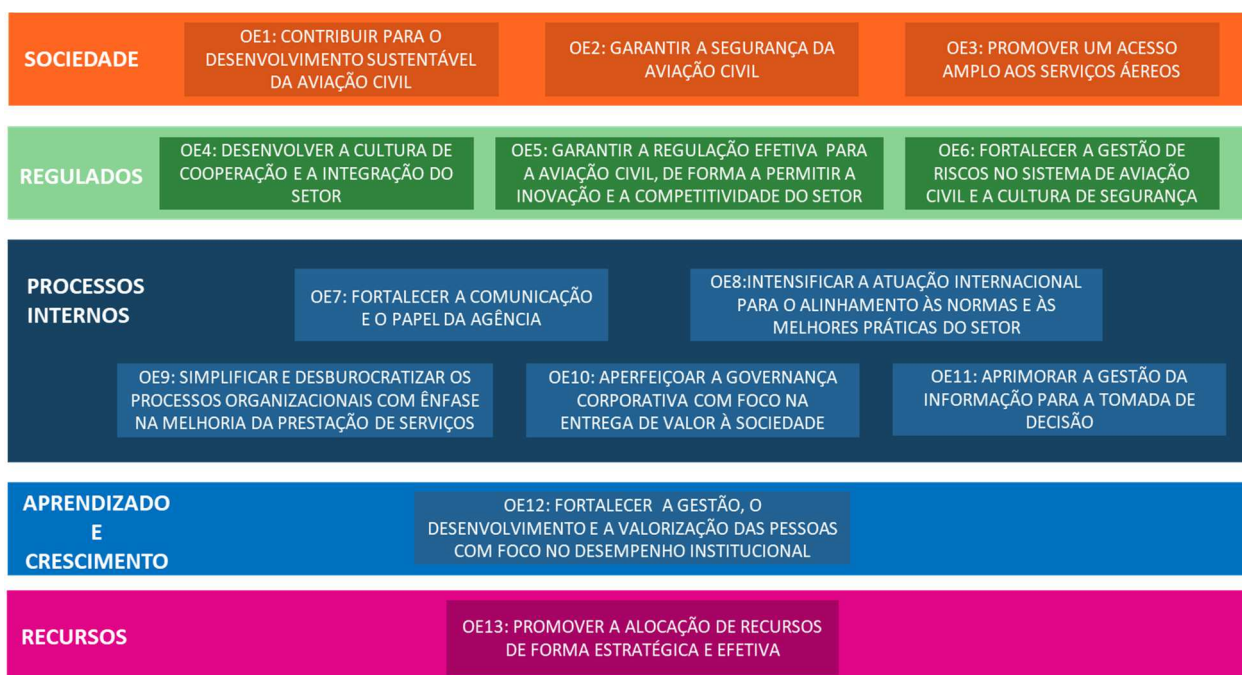 SOCIEDADE
OE1: CONTRIBUIR PARA O
DESENVOLVIMENTO SUSTENTÁVEL
DA AVIAÇÃO CIVIL
OE2: GARANTIR A SEGURANÇA DA
AVIAÇÃO CIVIL
OE3: PROMOVER UM ACESSO
AMPLO AOS SERVIÇOS ÁEREOS
REGULADOS
OE4: DESENVOLVER A CULTURA DE
COOPERAÇÃO E A INTEGRAÇÃO DO
SETOR
OE5: GARANTIR A REGULAÇÃO EFETIVA PARA
A AVIAÇÃO CIVIL, DE FORMA A PERMITIR A
INOVAÇÃO E A COMPETITIVIDADE DO SETOR
OE6: FORTALECER A GESTÃO DE
RISCOS NO SISTEMA DE AVIAÇÃO
CIVIL E A CULTURA DE SEGURANÇA
PROCESSOS
INTERNOS
OE7: FORTALECER A COMUNICAÇÃO
E O PAPEL DA AGÊNCIA
OE8:INTENSIFICAR A ATUAÇÃO INTERNACIONAL
PARA O ALINHAMENTO ÀS NORMAS E ÀS
MELHORES PRÁTICAS DO SETOR
OE9: SIMPLIFICAR E DESBUROCRATIZAR OS
PROCESSOS ORGANIZACIONAIS COM ÊNFASE
NA MELHORIA DA PRESTAÇÃO DE SERVIÇOS
OE10: APERFEIÇOAR A GOVERNANÇA
CORPORATIVA COM FOCO NA
ENTREGA DE VALOR À SOCIEDADE
OE11: APRIMORAR A GESTÃO DA
INFORMAÇÃO PARA A TOMADA DE
DECISÃO
APRENDIZADO
E
CRESCIMENTO
OE12: FORTALECER A GESTÃO, O
DESENVOLVIMENTO E A VALORIZAÇÃO DAS PESSOAS
COM FOCO NO DESEMPENHO INSTITUCIONAL
RECURSOS
OE13: PROMOVER A ALOCAÇÃO DE RECURSOS
DE FORMA ESTRATÉGICA E EFETIVA